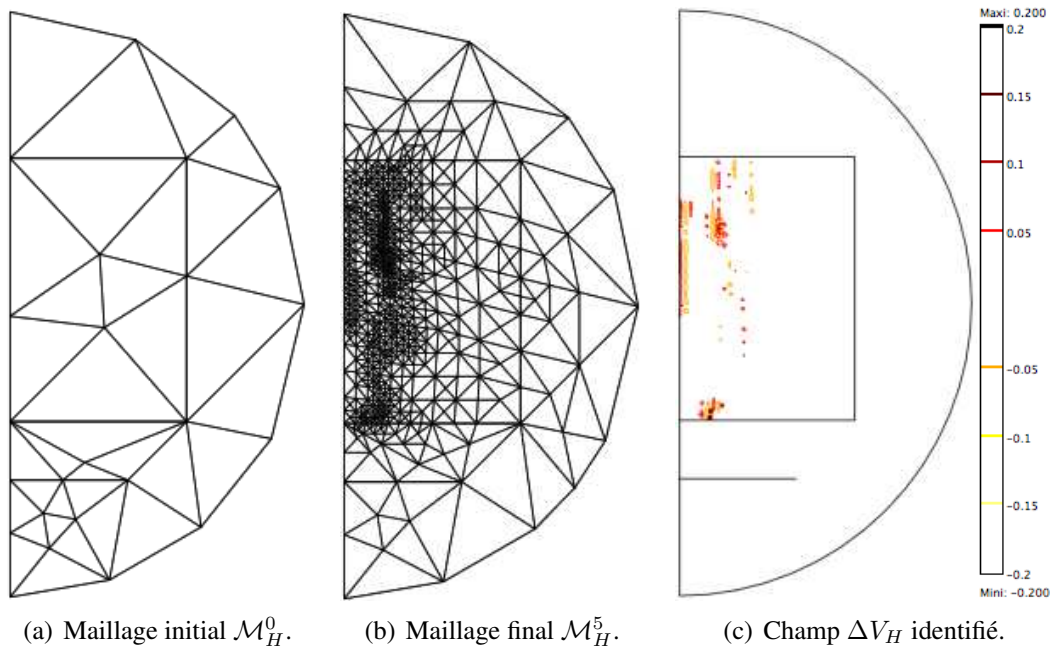 Maxi: 0.200
0.2
0.15
0.1
0.05
-0.05
-0.1
-0.15
-0.2
Mini: -0.200
(a) Maillage initial $\mathcal{M}_H^0$.
(b) Maillage final $\mathcal{M}_H^5$.
(c) Champ $\Delta V_H$ identifié.